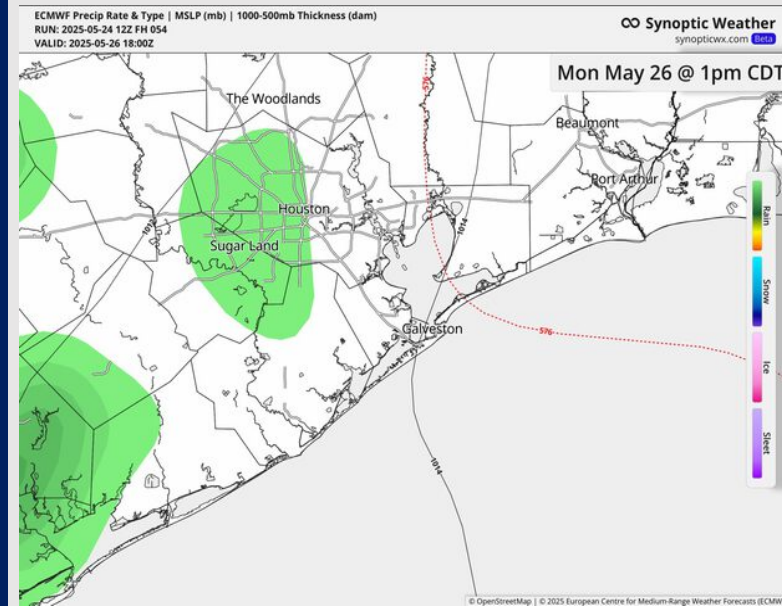 ECMWF Precip Rate & Type | MSLP (mb) | 1000-500mb Thickness (dam)
RUN: 2025-05-24 12Z FH 054
VALID: 2025-05-26 18:00Z
Synoptic Weather
synopticwx.com Beta
Mon May 26 @ 1pm CDT
576
The Woodlands
Beaumont
Port Arthur
Houston
1014
Sugar Land
Galveston
576
1014
Rain
Snow
Ice
Sleet
© OpenStreetMap | © 2025 European Centre for Medium-Range Weather Forecasts (ECMW